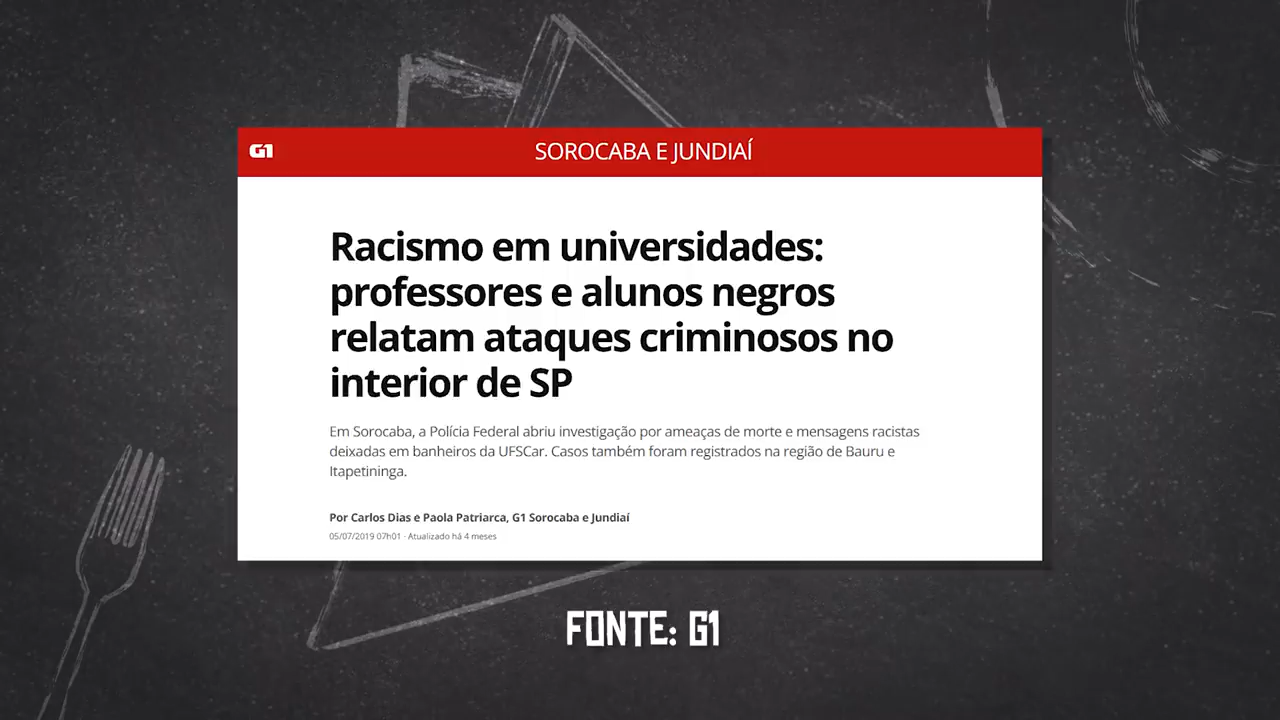 G1
SOROCABA E JUNDIAÍ
Racismo em universidades:
professores e alunos negros
relatam ataques criminosos no
interior de SP
Em Sorocaba, a Polícia Federal abriu investigação por ameaças de morte e mensagens racistas
deixadas em banheiros da UFSCar. Casos também foram registrados na região de Bauru e
Itapetininga.
Por Carlos Dias e Paola Patriarca, G1 Sorocaba e Jundiaí
05/07/2019 07h01 · Atualizado há 4 meses
FONTE: G1